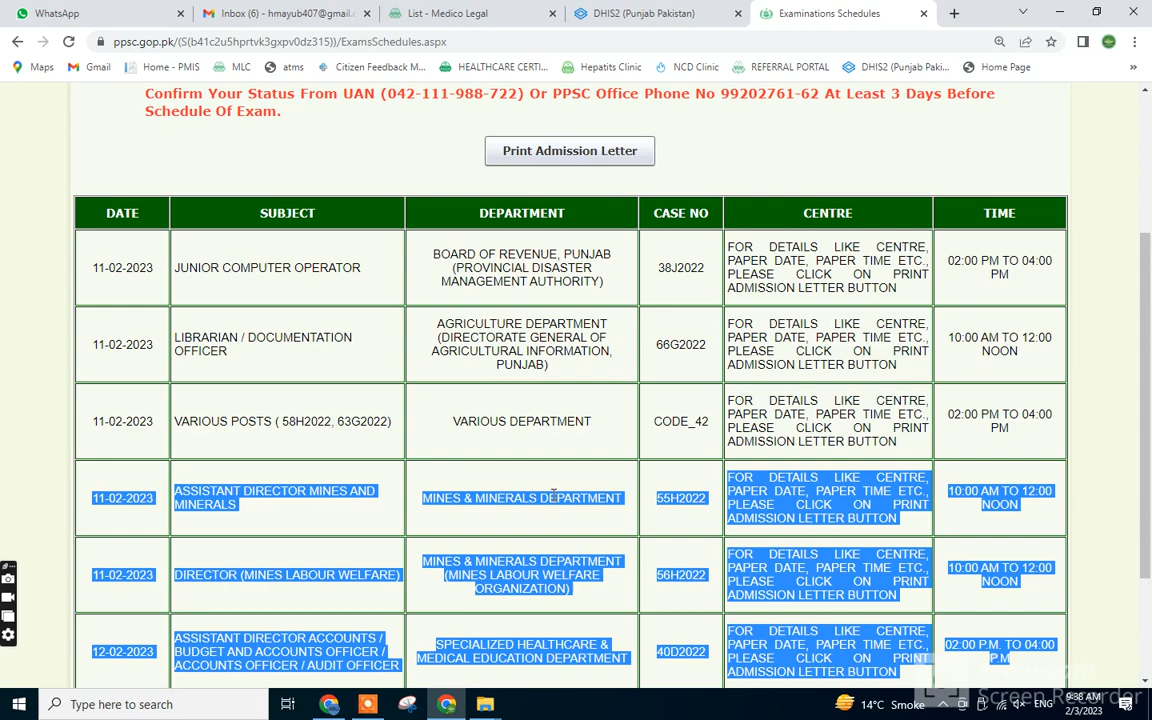 WhatsApp
Inbox (6) - hmayub407@gmail.c
List - Medico Legal
DHIS2 (Punjab Pakistan)
Examinations Schedules
ppsc.gop.pk/(S(b41c2u5hprtvk3gxpv0dz315))/ExamsSchedules.aspx
Maps
Gmail
Home - PMIS
MLC
atms
Citizen Feedback M...
HEALTHCARE CERTI...
Hepatits Clinic
NCD Clinic
REFERRAL PORTAL
DHIS2 (Punjab Paki...
Home Page
Confirm Your Status From UAN (042-111-988-722) Or PPSC Office Phone No 99202761-62 At Least 3 Days Before
Schedule Of Exam.
Print Admission Letter
DATE
SUBJECT
DEPARTMENT
CASE NO
CENTRE
TIME
11-02-2023
JUNIOR COMPUTER OPERATOR
BOARD OF REVENUE, PUNJAB
(PROVINCIAL DISASTER
MANAGEMENT AUTHORITY)
38J2022
FOR DETAILS LIKE CENTRE,
PAPER DATE, PAPER TIME ETC.,
PLEASE CLICK ON PRINT
ADMISSION LETTER BUTTON
02:00 PM TO 04:00
PM
11-02-2023
LIBRARIAN / DOCUMENTATION
OFFICER
AGRICULTURE DEPARTMENT
(DIRECTORATE GENERAL OF
AGRICULTURAL INFORMATION,
PUNJAB)
66G2022
FOR DETAILS LIKE CENTRE,
PAPER DATE, PAPER TIME ETC.,
PLEASE CLICK ON PRINT
ADMISSION LETTER BUTTON
10:00 AM TO 12:00
NOON
11-02-2023
VARIOUS POSTS ( 58H2022, 63G2022)
VARIOUS DEPARTMENT
CODE_42
FOR DETAILS LIKE CENTRE,
PAPER DATE, PAPER TIME ETC.,
PLEASE CLICK ON PRINT
ADMISSION LETTER BUTTON
02:00 PM TO 04:00
PM
11-02-2023
ASSISTANT DIRECTOR MINES AND
MINERALS
MINES & MINERALS DEPARTMENT
55H2022
FOR DETAILS LIKE CENTRE,
PAPER DATE, PAPER TIME ETC.,
PLEASE CLICK ON PRINT
ADMISSION LETTER BUTTON
10:00 AM TO 12:00
NOON
11-02-2023
DIRECTOR (MINES LABOUR WELFARE)
MINES & MINERALS DEPARTMENT
(MINES LABOUR WELFARE
ORGANIZATION)
56H2022
FOR DETAILS LIKE CENTRE,
PAPER DATE, PAPER TIME ETC.,
PLEASE CLICK ON PRINT
ADMISSION LETTER BUTTON
10:00 AM TO 12:00
NOON
12-02-2023
ASSISTANT DIRECTOR ACCOUNTS /
BUDGET AND ACCOUNTS OFFICER /
ACCOUNTS OFFICER / AUDIT OFFICER
SPECIALIZED HEALTHCARE &
MEDICAL EDUCATION DEPARTMENT
40D2022
FOR DETAILS LIKE CENTRE,
PAPER DATE, PAPER TIME ETC.,
PLEASE CLICK ON PRINT
ADMISSION LETTER BUTTON
02:00 P.M. TO 04:00
P.M
Screen Recorder
Type here to search
14°C Smoke
ENG
9:38 AM
2/3/2023